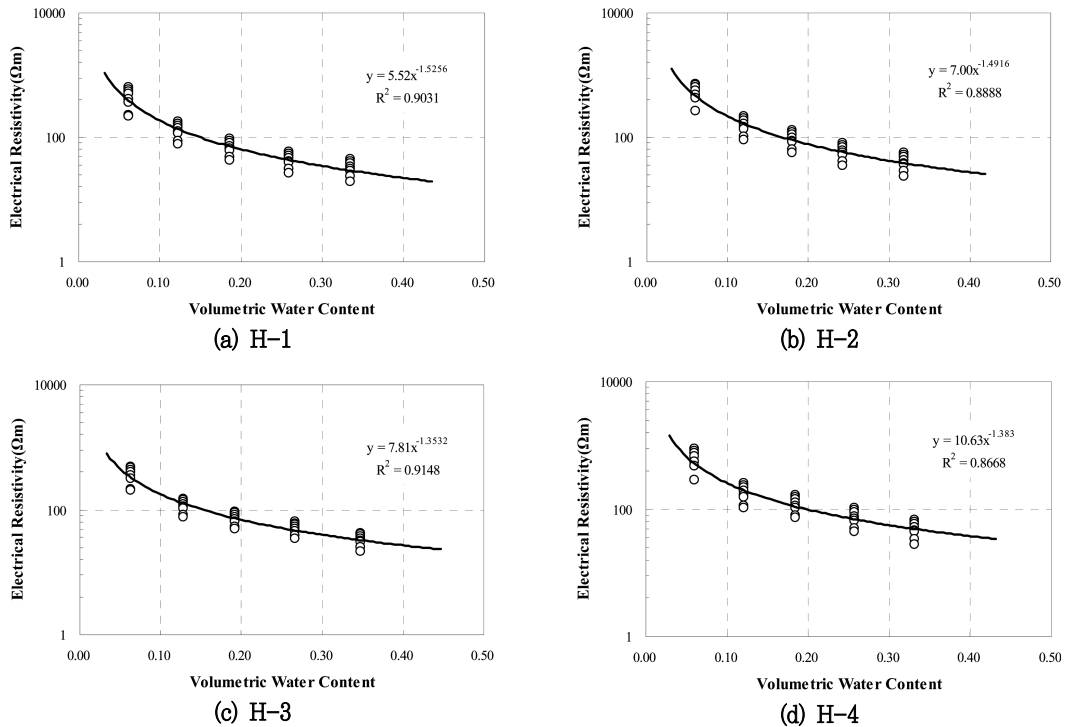 10000
100
1
Electrical Resistivity(Ωm)
y = 5.52x^-1.5256
R² = 0.9031
0.00 0.10 0.20 0.30 0.40 0.50
Volumetric Water Content
(a) H-1
10000
100
1
Electrical Resistivity(Ωm)
y = 7.00x^-1.4916
R² = 0.8888
0.00 0.10 0.20 0.30 0.40 0.50
Volumetric Water Content
(b) H-2
10000
100
1
Electrical Resistivity(Ωm)
y = 7.81x^-1.3532
R² = 0.9148
0.00 0.10 0.20 0.30 0.40 0.50
Volumetric Water Content
(c) H-3
10000
100
1
Electrical Resistivity(Ωm)
y = 10.63x^-1.383
R² = 0.8668
0.00 0.10 0.20 0.30 0.40 0.50
Volumetric Water Content
(d) H-4